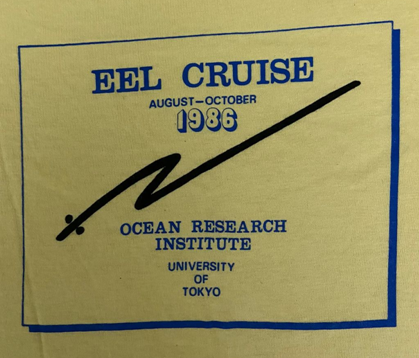 EEL CRUISE
AUGUST-OCTOBER
1986
OCEAN RESEARCH
INSTITUTE
UNIVERSITY
OF
TOKYO